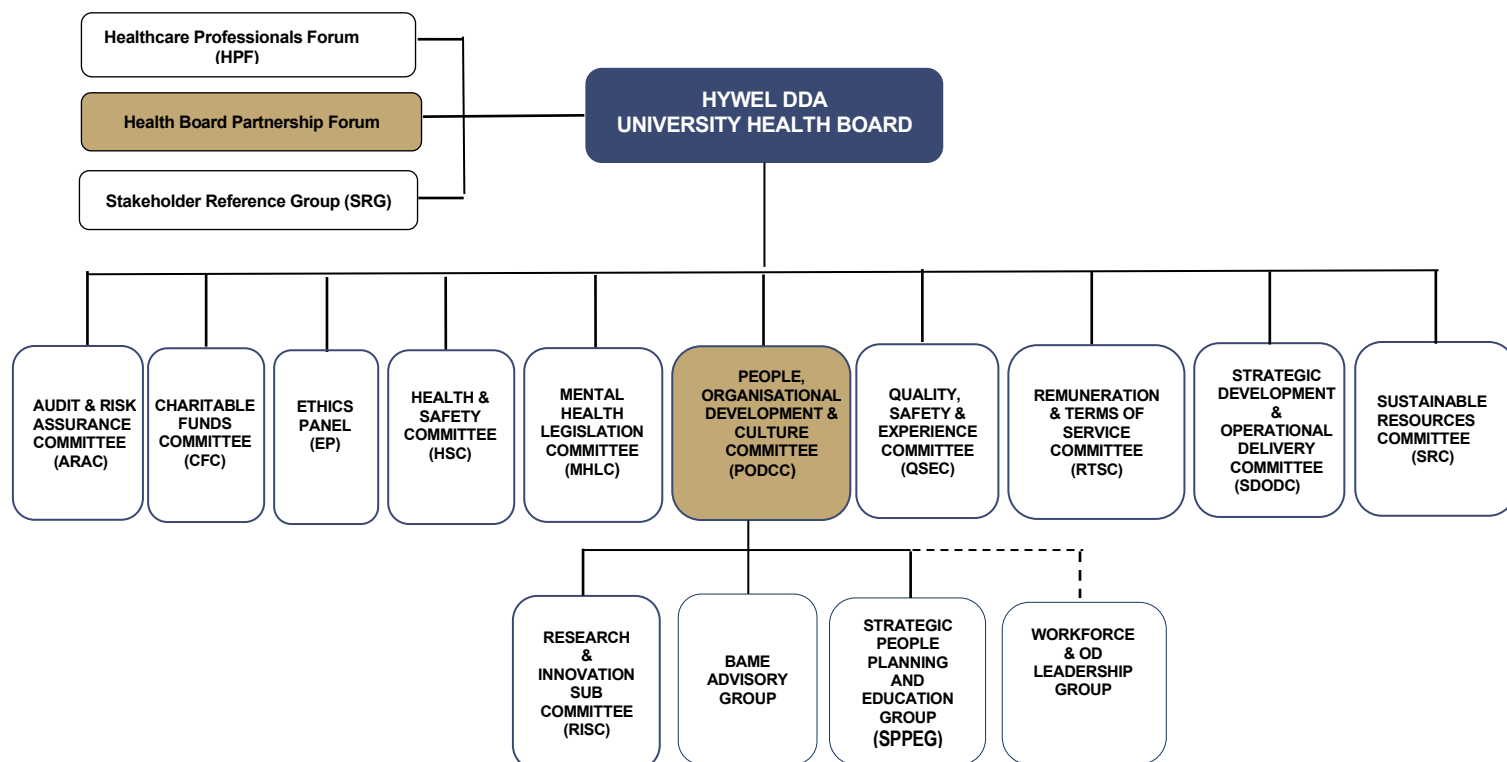 Healthcare Professionals Forum
(HPF)
Health Board Partnership Forum
Stakeholder Reference Group (SRG)
HYWEL DDA
UNIVERSITY HEALTH BOARD
AUDIT & RISK
ASSURANCE
COMMITTEE
(ARAC)
CHARITABLE
FUNDS
COMMITTEE
(CFC)
ETHICS
PANEL
(EP)
HEALTH &
SAFETY
COMMITTEE
(HSC)
MENTAL
HEALTH
LEGISLATION
COMMITTEE
(MHLC)
PEOPLE,
ORGANISATIONAL
DEVELOPMENT &
CULTURE
COMMITTEE
(PODCC)
QUALITY,
SAFETY &
EXPERIENCE
COMMITTEE
(QSEC)
REMUNERATION
& TERMS OF
SERVICE
COMMITTEE
(RTSC)
STRATEGIC
DEVELOPMENT
&
OPERATIONAL
DELIVERY
COMMITTEE
(SDODC)
SUSTAINABLE
RESOURCES
COMMITTEE
(SRC)
RESEARCH
&
INNOVATION
SUB
COMMITTEE
(RISC)
BAME
ADVISORY
GROUP
STRATEGIC
PEOPLE
PLANNING
AND
EDUCATION
GROUP
(SPPEG)
WORKFORCE
& OD
LEADERSHIP
GROUP